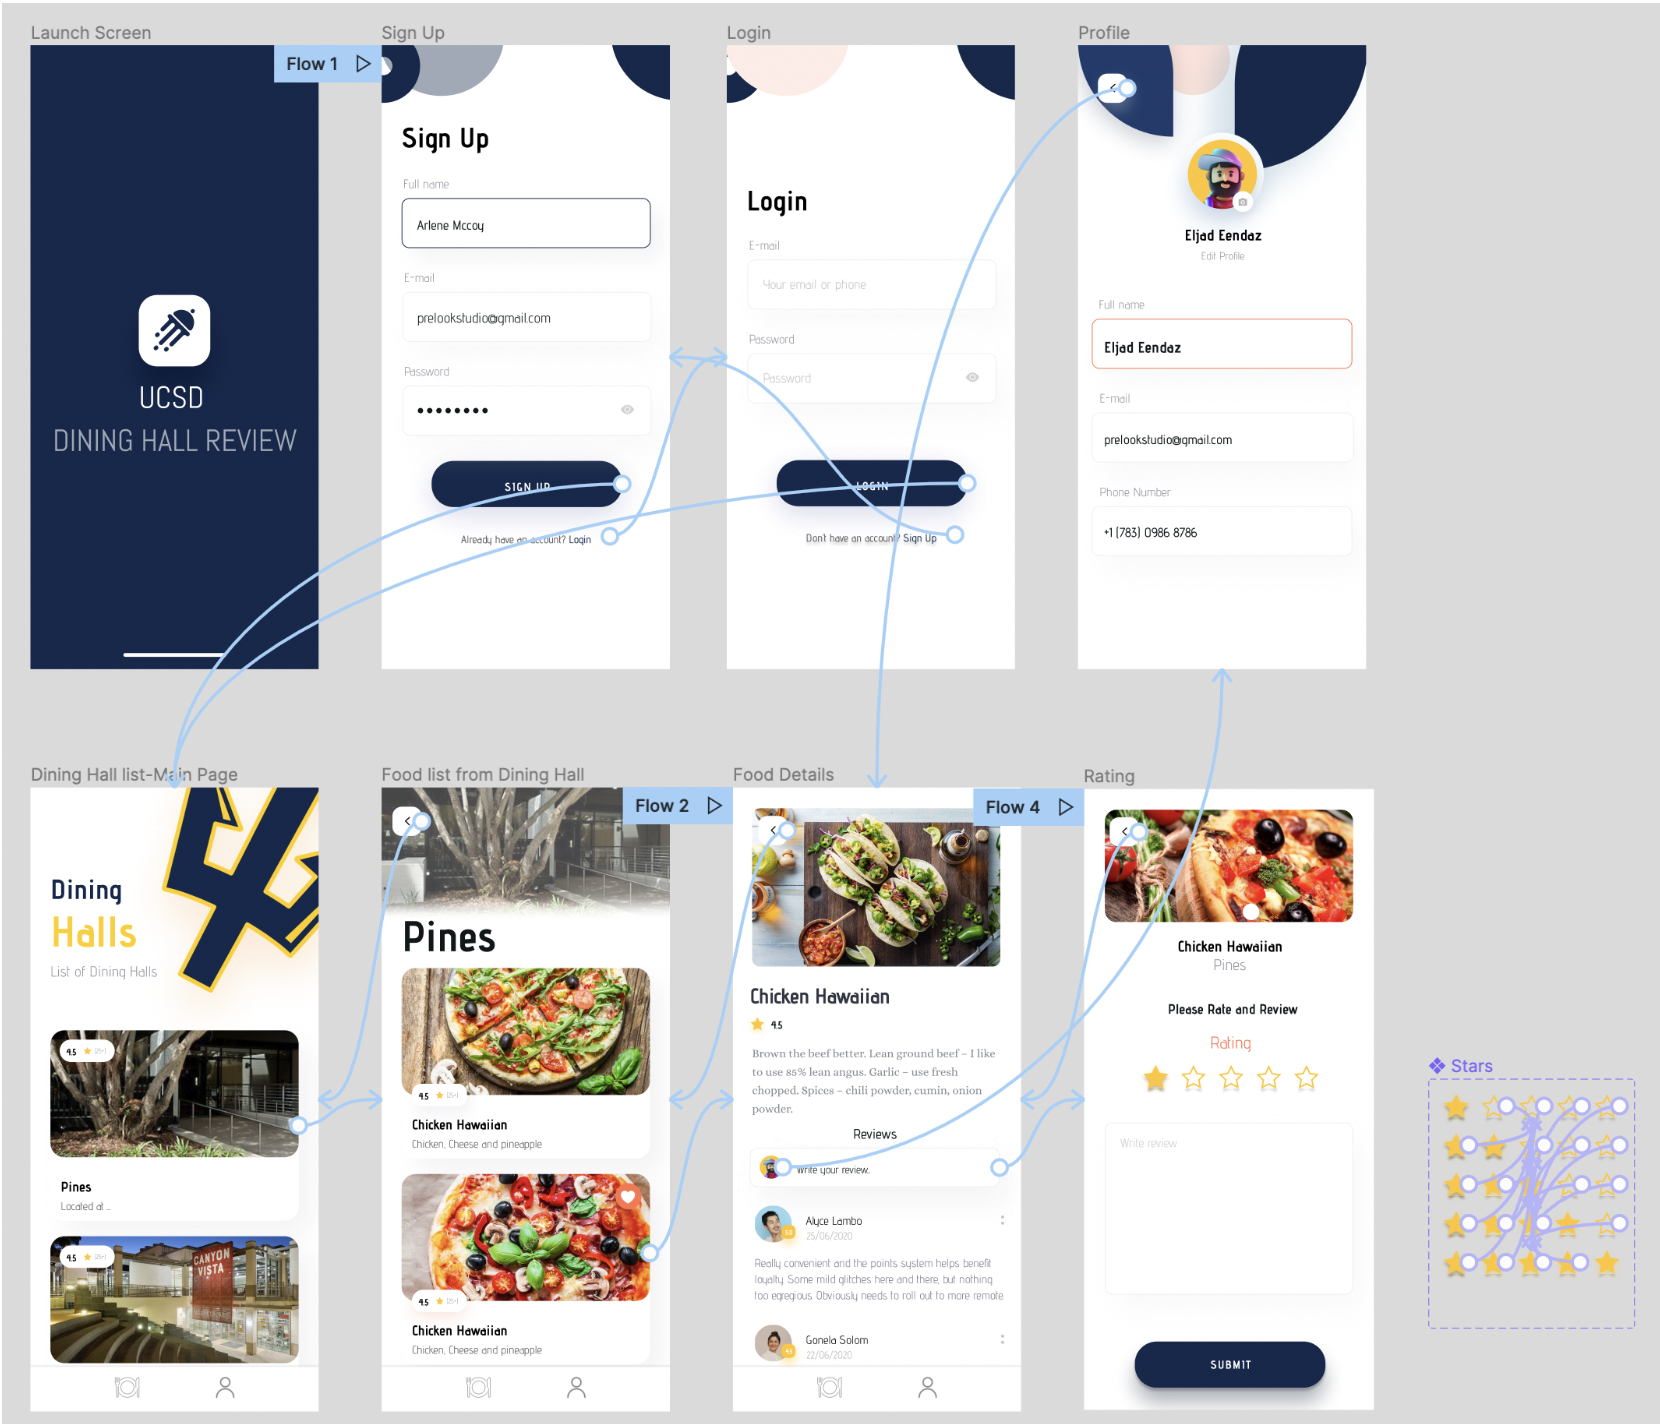 Launch Screen
UCSD
DINING HALL REVIEW
Flow 1
Sign Up
Sign Up
Full name
Arlene Mccoy
E-mail
prelookstudio@gmail.com
Password
SIGN UP
Already have an account? Login
Login
Login
E-mail
Your email or phone
Password
Password
LOGIN
Don't have an account? Sign Up
Profile
Eljad Eendaz
Edit Profile
Full name
Eljad Eendaz
E-mail
prelookstudio@gmail.com
Phone Number
+1 (783) 0986 8786
Dining Hall list-Main Page
Dining
Halls
List of Dining Halls
4.5 (25+)
Pines
Located at ...
4.5 (25+)
CANYON
VISTA
Food list from Dining Hall
Flow 2
Pines
4.5 (25+)
Chicken Hawaiian
Chicken, Cheese and pineapple
4.5 (25+)
Chicken Hawaiian
Chicken, Cheese and pineapple
Food Details
Flow 4
Chicken Hawaiian
4.5
Brown the beef better. Lean ground beef – I like
to use 85% lean angus. Garlic – use fresh
chopped. Spices – chili powder, cumin, onion
powder.
Reviews
Write your review..
Alyce Lambo
25/06/2020
Really convenient and the points system helps benefit
loyalty. Some mild glitches here and there, but nothing
too egregious. Obviously needs to roll out to more remote
Gonela Solom
22/06/2020
Rating
Chicken Hawaiian
Pines
Please Rate and Review
Rating
Write review
SUBMIT
Stars